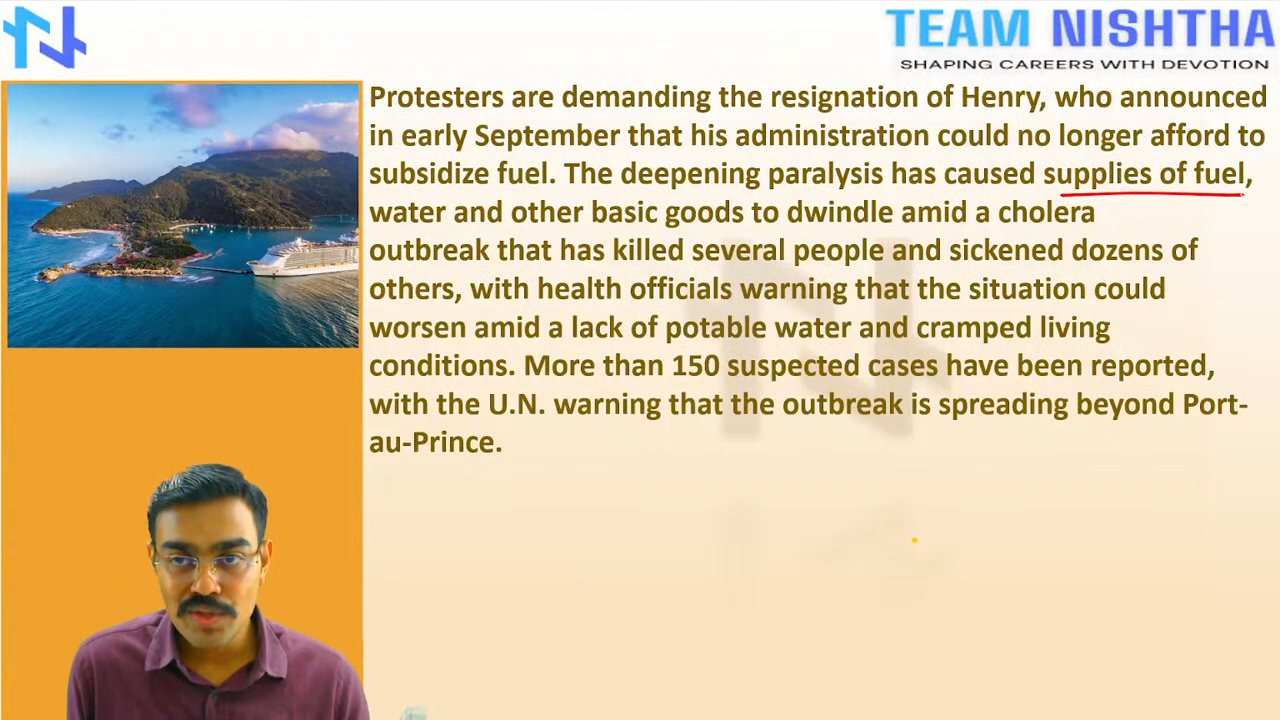 TEAM NISHTHA
SHAPING CAREERS WITH DEVOTION
Protesters are demanding the resignation of Henry, who announced
in early September that his administration could no longer afford to
subsidize fuel. The deepening paralysis has caused supplies of fuel,
water and other basic goods to dwindle amid a cholera
outbreak that has killed several people and sickened dozens of
others, with health officials warning that the situation could
worsen amid a lack of potable water and cramped living
conditions. More than 150 suspected cases have been reported,
with the U.N. warning that the outbreak is spreading beyond Port-
au-Prince.